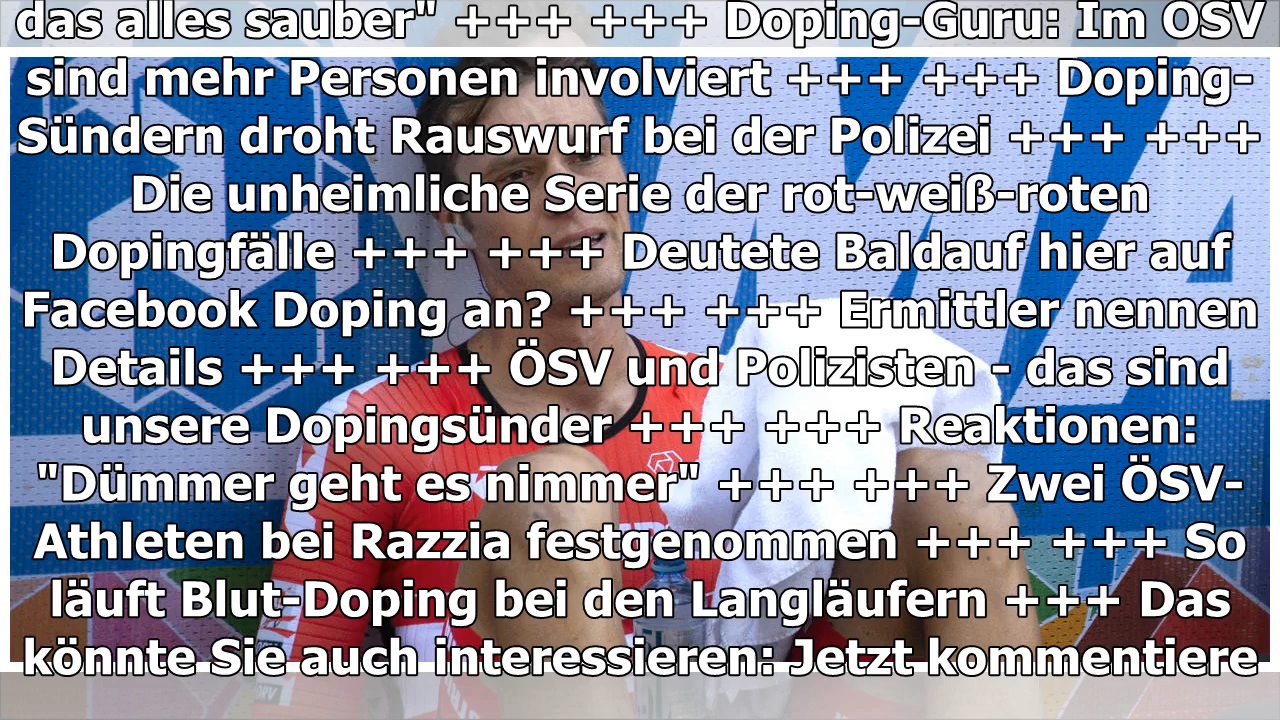 das alles sauber" +++ +++ Doping-Guru: Im ÖSV
sind mehr Personen involviert +++ +++ Doping-
Sündern droht Rauswurf bei der Polizei +++ +++
Die unheimliche Serie der rot-weiß-roten
Dopingfälle +++ +++ Deutete Baldauf hier auf
Facebook Doping an? +++ +++ Ermittler nennen
Details +++ +++ ÖSV und Polizisten - das sind
unsere Dopingsünder +++ +++ Reaktionen:
"Dümmer geht es nimmer" +++ +++ Zwei ÖSV-
Athleten bei Razzia festgenommen +++ +++ So
läuft Blut-Doping bei den Langläufern +++ Das
könnte Sie auch interessieren: Jetzt kommentiere